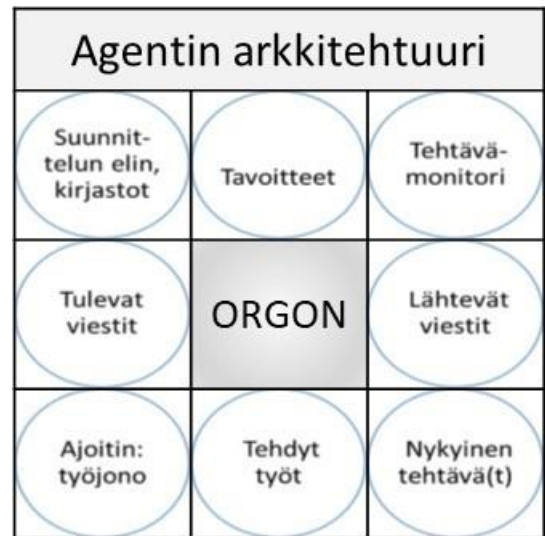 Agentin arkkitehtuuri
Suunnit-
telun elin,
kirjastot
Tavoitteet
Tehtävä-
monitori
Tulevat
viestit
ORGON
Lähtevät
viestit
Ajoitin:
työjono
Tehdyt
työt
Nykyinen
tehtävä(t)